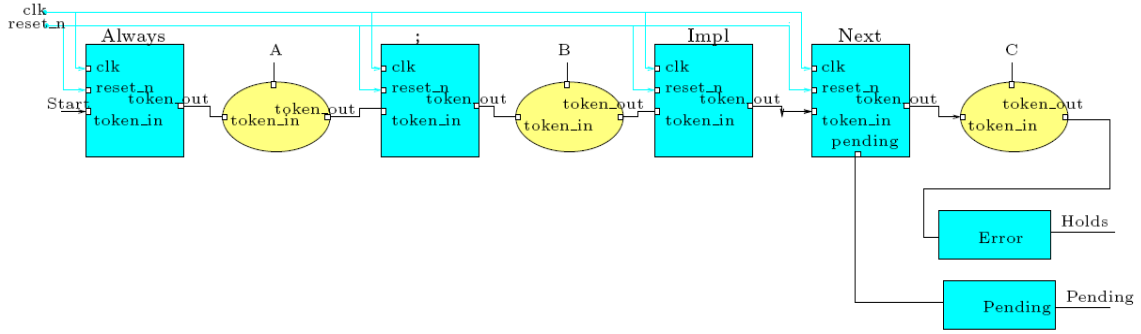 clk
reset_n
Always
A
;
B
Impl
Next
C
clk
reset_n
Start
token_out
token_in
token_in
token_out
clk
reset_n
token_out
token_in
token_in
token_out
clk
reset_n
token_out
token_in
clk
reset_n
token_out
token_in
pending
token_out
token_in
Holds
Error
Pending
Pending